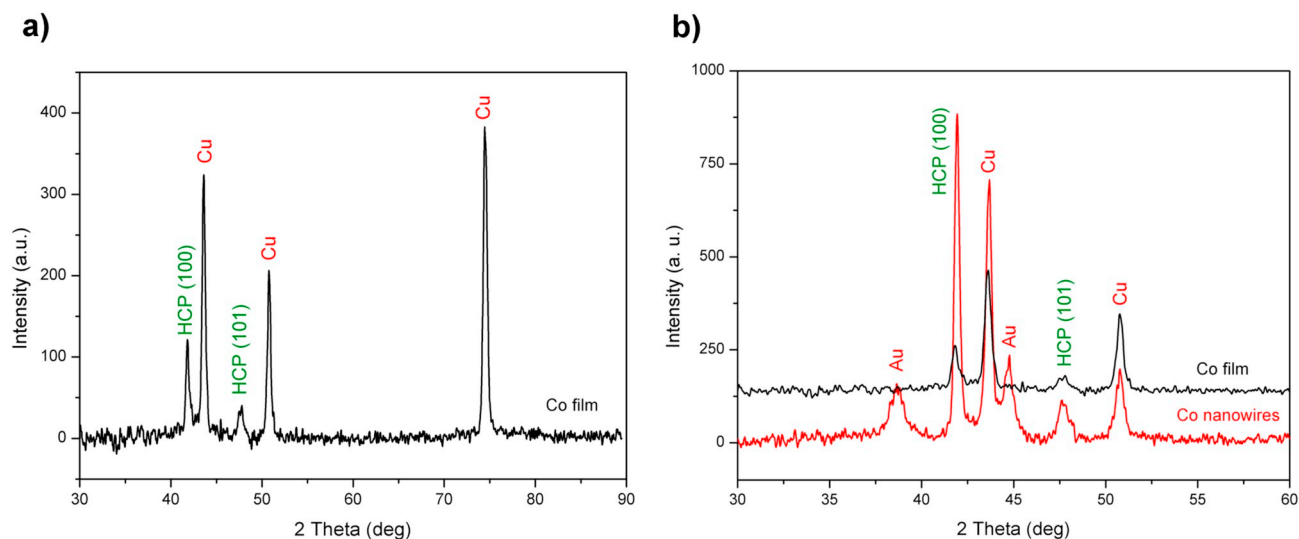 a)
400
300
200
100
0
Intensity (a.u.)
30
40
50
60
70
80
90
2 Theta (deg)
HCP (100)
Cu
HCP (101)
Cu
Cu
Co film
b)
1000
750
500
250
0
Intensity (a. u.)
30
35
40
45
50
55
60
2 Theta (deg)
Au
HCP (100)
Cu
Au
HCP (101)
Cu
Co film
Co nanowires